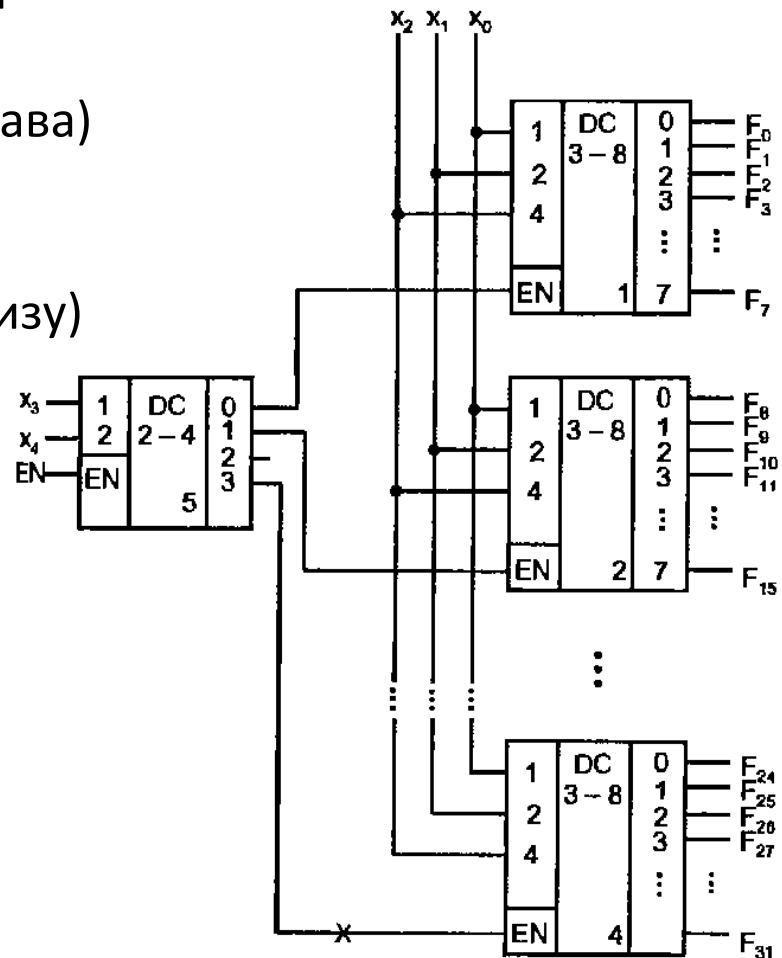 x₂ x₁ x₀
ава)
изу)
1 DC 0 F₀
3–8 1 F₁
2 2 F₂
3 F₃
4
⋮ ⋮
EN 1 7 F₇
x₃ 1 DC 0
x₄ 2 2–4 1
2
EN EN 3
5
1 DC 0 F₈
3–8 1 F₉
2 2 F₁₀
3 F₁₁
4
⋮ ⋮
EN 2 7 F₁₅
⋮
⋮ ⋮ ⋮
1 DC 0 F₂₄
3–8 1 F₂₅
2 2 F₂₆
3 F₂₇
4
⋮ ⋮
EN 4 7 F₃₁